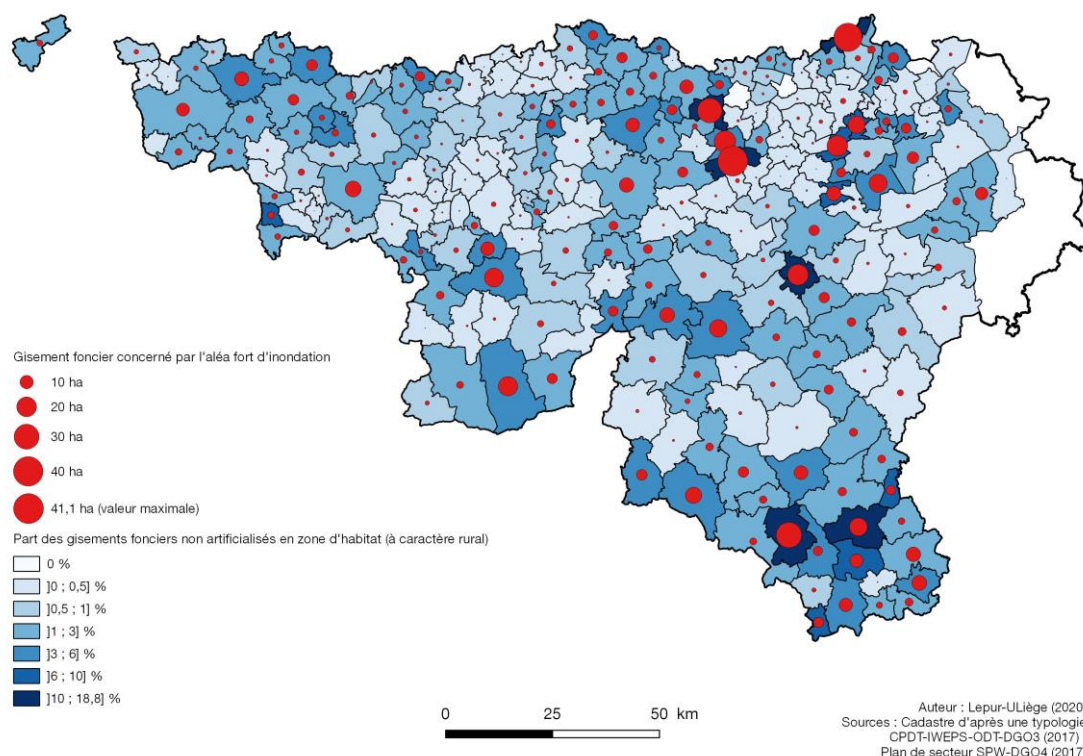 Gisement foncier concerné par l'aléa fort d'inondation
10 ha
20 ha
30 ha
40 ha
41,1 ha (valeur maximale)
Part des gisements fonciers non artificialisés en zone d'habitat (à caractère rural)
0 %
]0 ; 0,5] %
]0,5 ; 1] %
]1 ; 3] %
]3 ; 6] %
]6 ; 10] %
]10 ; 18,8] %
0 25 50 km
Auteur : Lepur-ULiège (2020
Sources : Cadastre d'après une typologie
CPDT-IWEPS-ODT-DGO3 (2017)
Plan de secteur SPW-DGO4 (2017